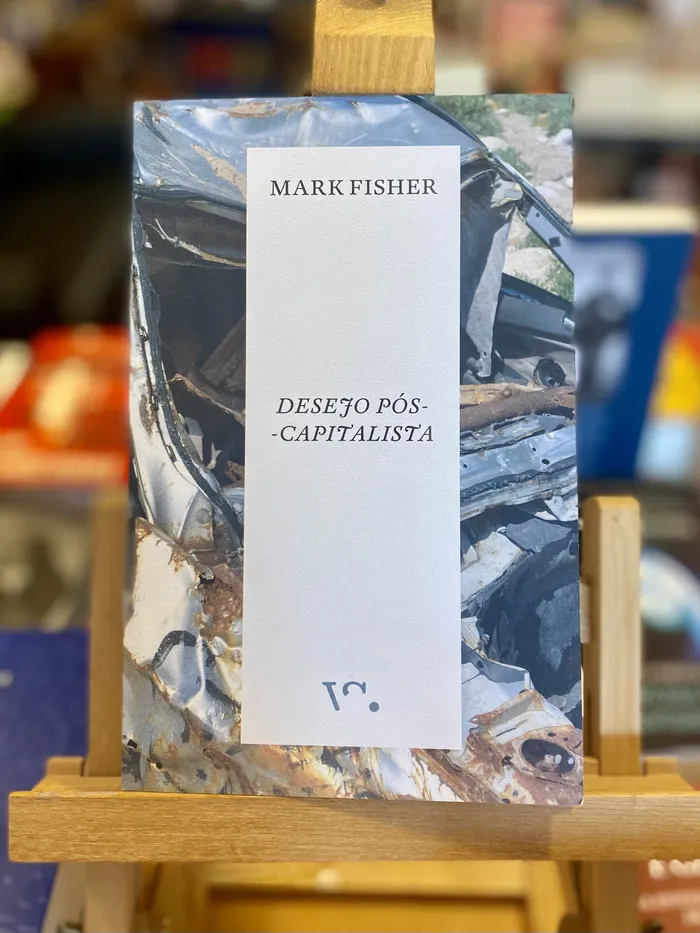 MARK FISHER
DESEJO PÓS-
-CAPITALISTA